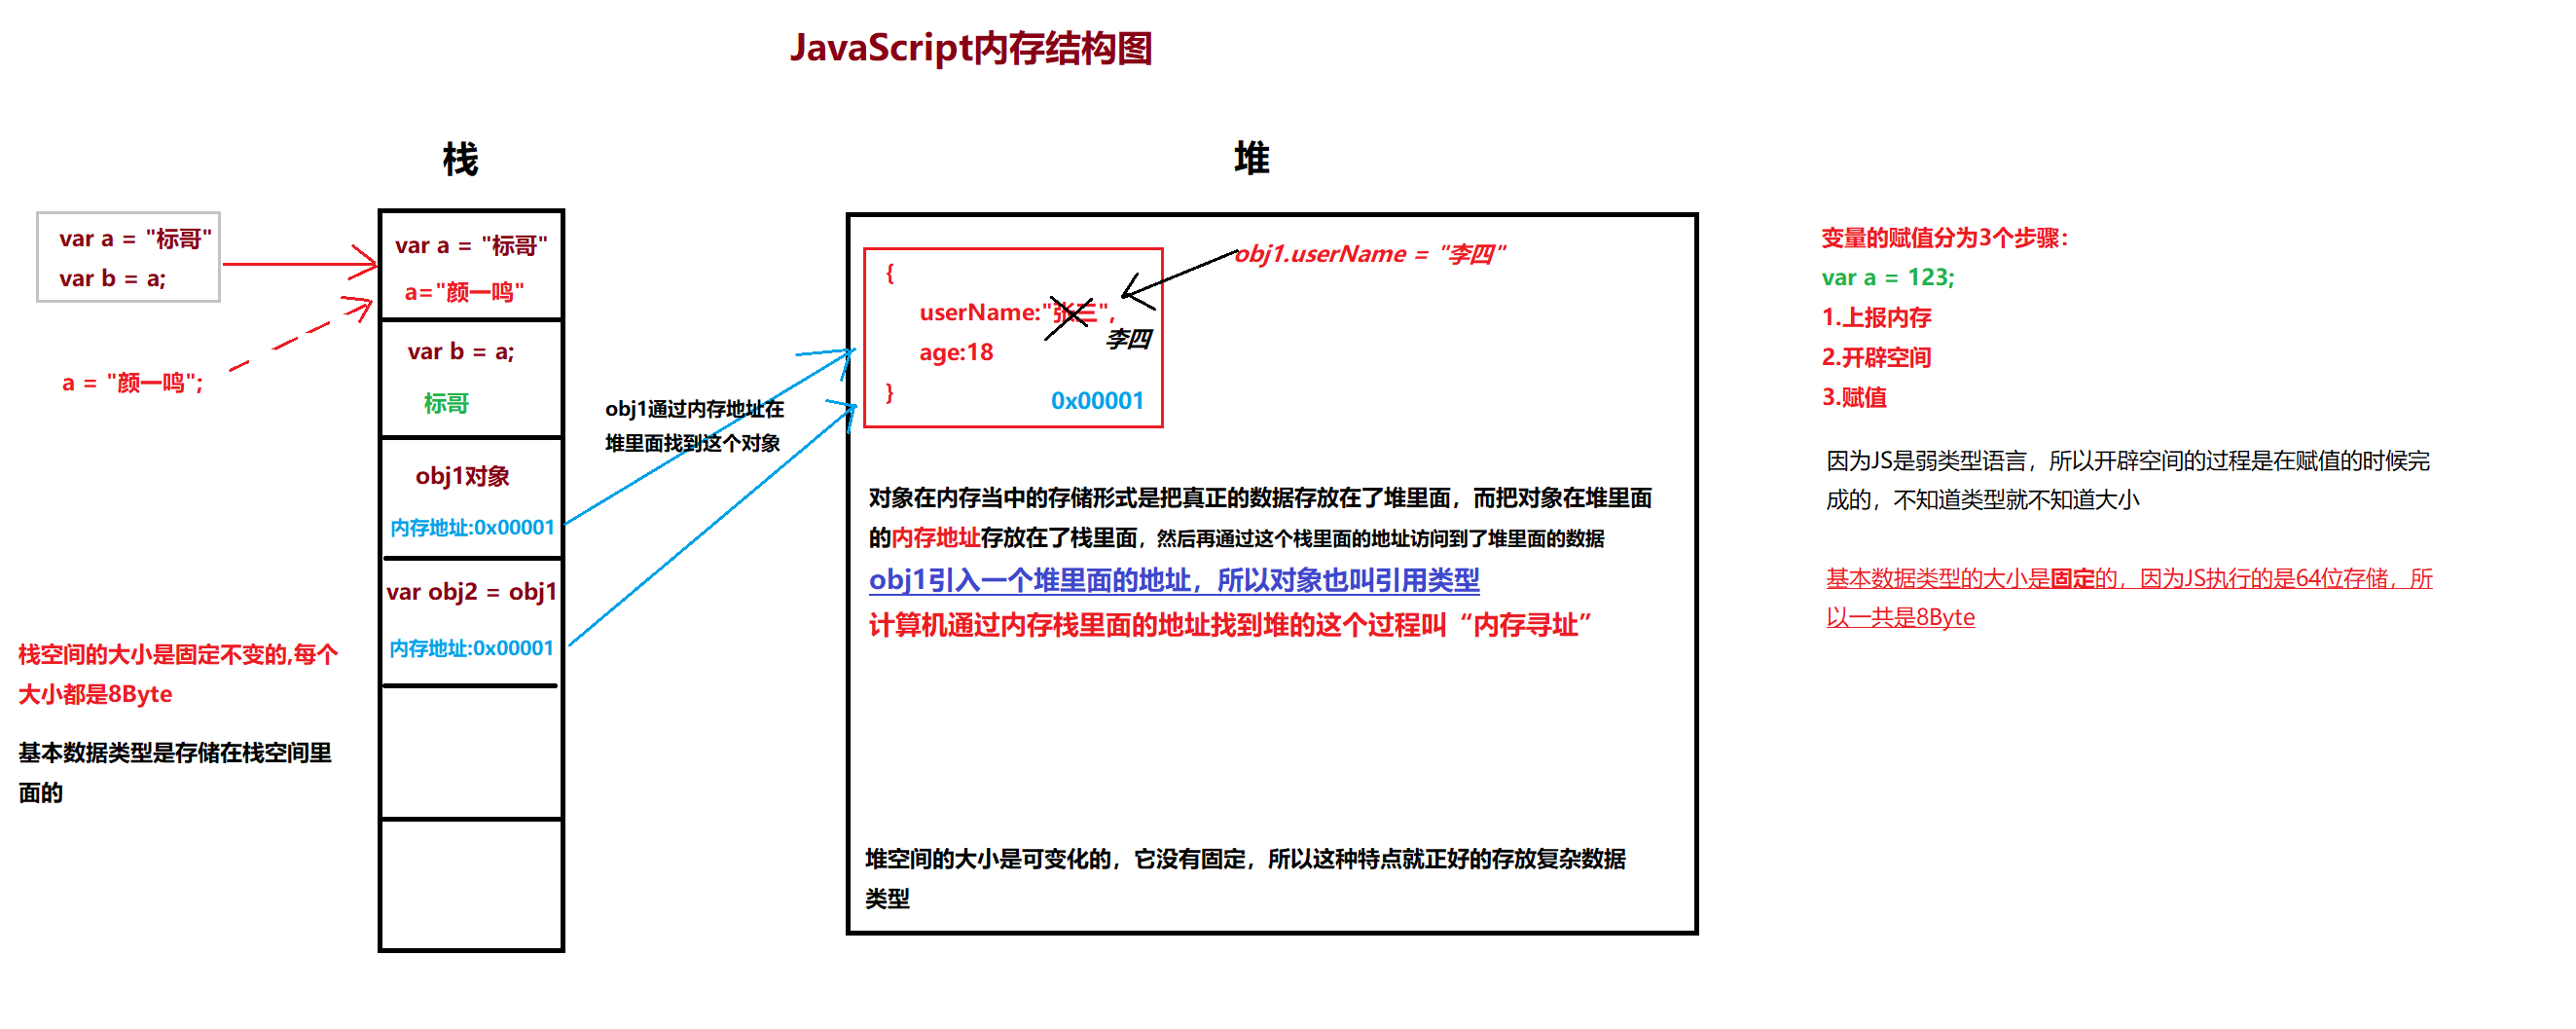 JavaScript内存结构图
栈
堆
var a = "标哥"
var b = a;
a = "颜一鸣";
栈空间的大小是固定不变的,每个
大小都是8Byte
基本数据类型是存储在栈空间里
面的
var a = "标哥"
a="颜一鸣"
var b = a;
标哥
obj1对象
内存地址:0x00001
var obj2 = obj1
内存地址:0x00001
obj1通过内存地址在
堆里面找到这个对象
{
userName:"张三",
李四
age:18
}
0x00001
obj1.userName = "李四"
对象在内存当中的存储形式是把真正的数据存放在了堆里面，而把对象在堆里面
的内存地址存放在了栈里面，然后再通过这个栈里面的地址访问到了堆里面的数据
obj1引入一个堆里面的地址，所以对象也叫引用类型
计算机通过内存栈里面的地址找到堆的这个过程叫“内存寻址”
堆空间的大小是可变化的，它没有固定，所以这种特点就正好的存放复杂数据
类型
变量的赋值分为3个步骤：
var a = 123;
1.上报内存
2.开辟空间
3.赋值
因为JS是弱类型语言，所以开辟空间的过程是在赋值的时候完
成的，不知道类型就不知道大小
基本数据类型的大小是固定的，因为JS执行的是64位存储，所
以一共是8Byte